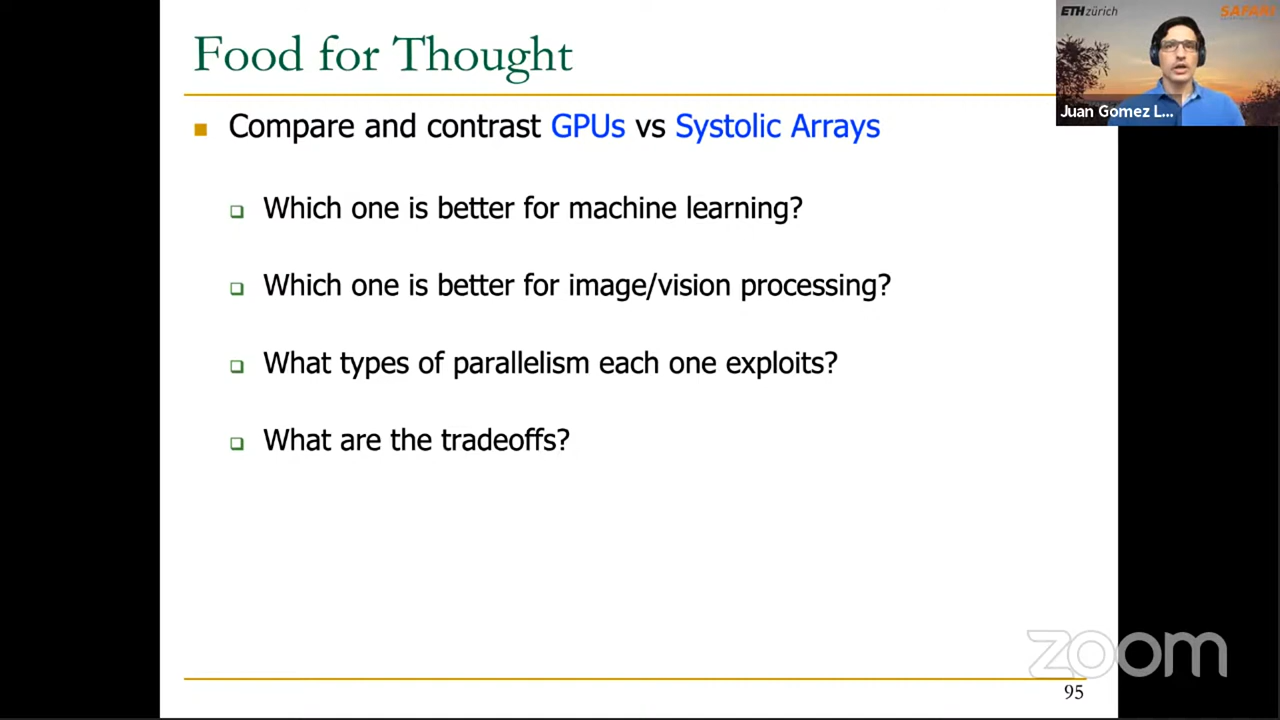 Food for Thought
ETH zürich
SAFARI
Juan Gomez L...
Compare and contrast GPUs vs Systolic Arrays
Which one is better for machine learning?
Which one is better for image/vision processing?
What types of parallelism each one exploits?
What are the tradeoffs?
zoom
95